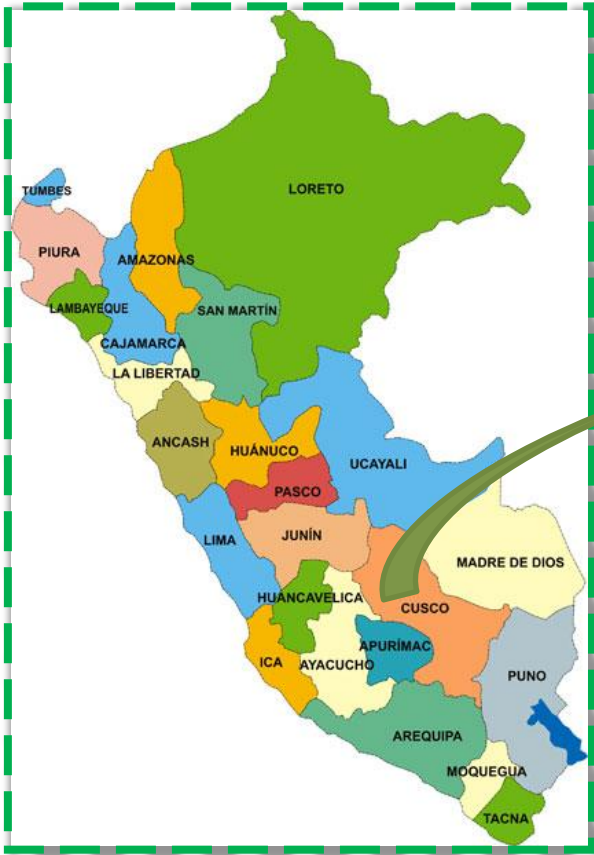 LORETO
TUMBES
PIURA
AMAZONAS
LAMBAYEQUE
SAN MARTÍN
CAJAMARCA
LA LIBERTAD
ANCASH
HUÁNUCO
UCAYALI
PASCO
LIMA
JUNÍN
MADRE DE DIOS
HUANCAVELICA
CUSCO
APURÍMAC
ICA
AYACUCHO
PUNO
AREQUIPA
MOQUEGUA
TACNA